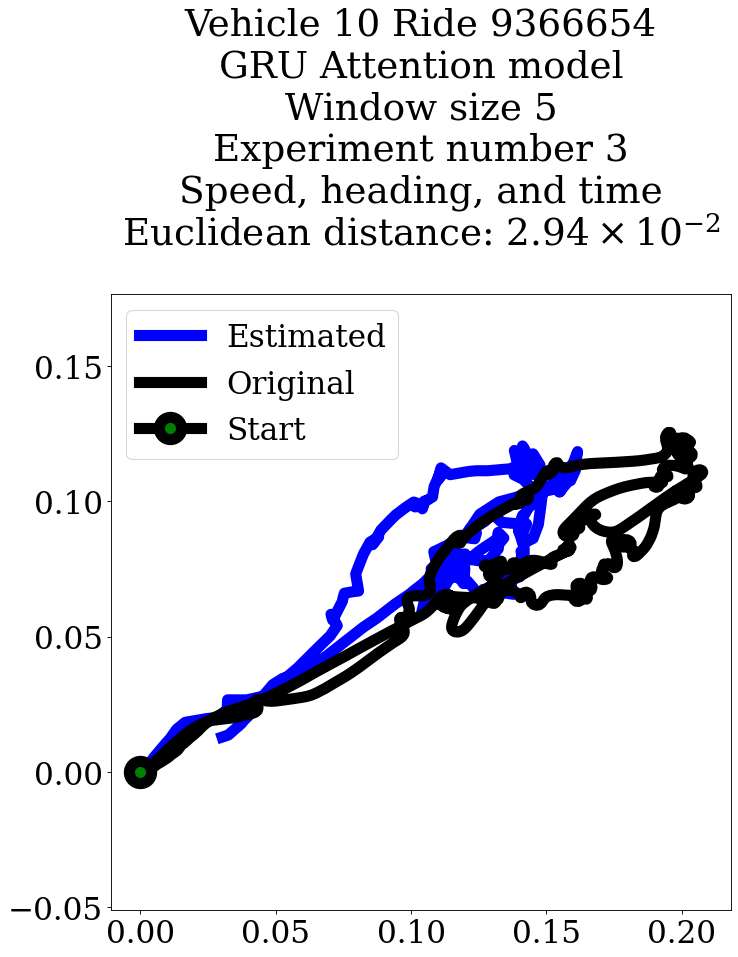 Vehicle 10 Ride 9366654
GRU Attention model
Window size 5
Experiment number 3
Speed, heading, and time
Euclidean distance: 2.94 × 10⁻²
Estimated
Original
Start
0.15
0.10
0.05
0.00
−0.05
0.00 0.05 0.10 0.15 0.20